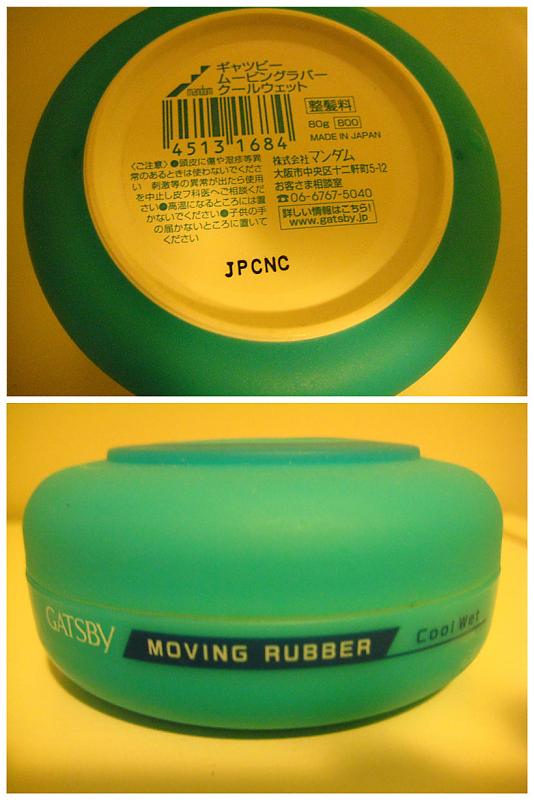 mandom
ギャツビー
ムービングラバー
クールウェット
4513 1684
整髪料
80g 800
MADE IN JAPAN
〈ご注意〉●頭皮に傷や湿疹等異
常のあるときは使わないでくださ
い 刺激等の異常が出たら使用
を中止し皮フ科医へご相談くだ
さい●高温になるところには置
かないでください●子供の手
の届かないところに置いて
ください
株式会社マンダム
大阪市中央区十二軒町5-12
お客さま相談室
☎06-6767-5040
詳しい情報はこちら!
www.gatsby.jp
JPCNC
GATSBY
MOVING RUBBER
Cool Wet